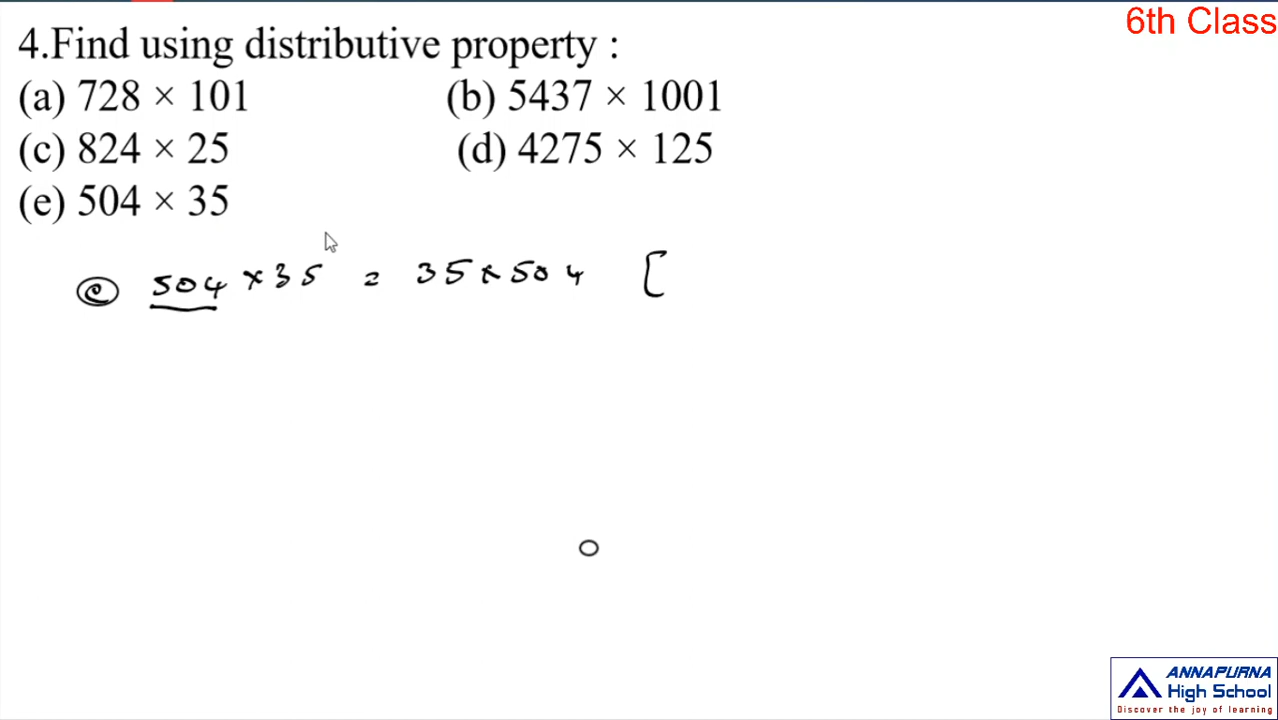 6th Class
4.Find using distributive property :
(a) 728 × 101 (b) 5437 × 1001
(c) 824 × 25 (d) 4275 × 125
(e) 504 × 35
(e) 504 × 35 = 35 × 504 [
ANNAPURNA
High School
Discover the joy of learning